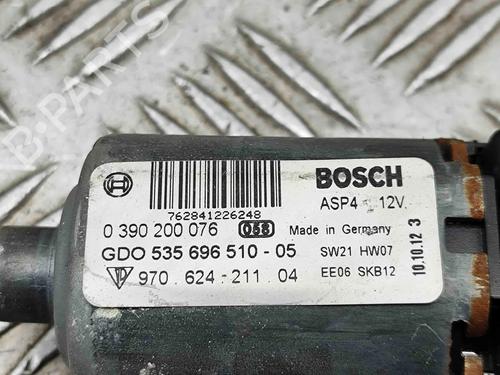 B-PARTS
BOSCH
762841226248
ASP4 12V
0 390 200 076 058 Made in Germany
GDO 535 696 510 - 05 SW21 HW07
970. 624 - 211. 04 EE06 SKB12
10.10.12 3